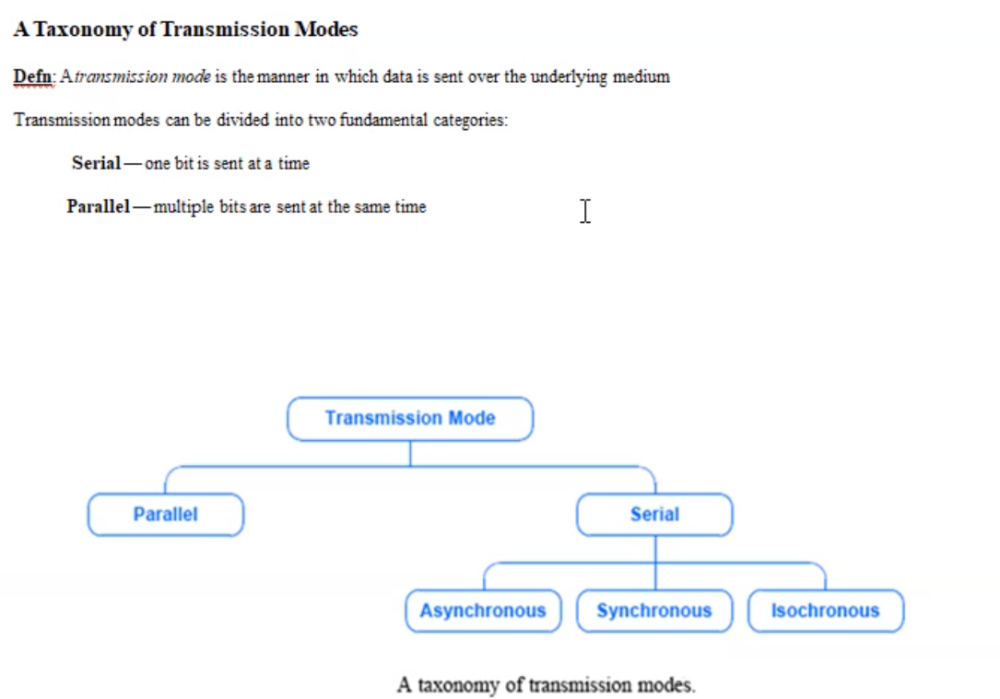 A Taxonomy of Transmission Modes
Defn: A transmission mode is the manner in which data is sent over the underlying medium
Transmission modes can be divided into two fundamental categories:
Serial — one bit is sent at a time
Parallel — multiple bits are sent at the same time
Transmission Mode
Parallel
Serial
Asynchronous
Synchronous
Isochronous
A taxonomy of transmission modes.